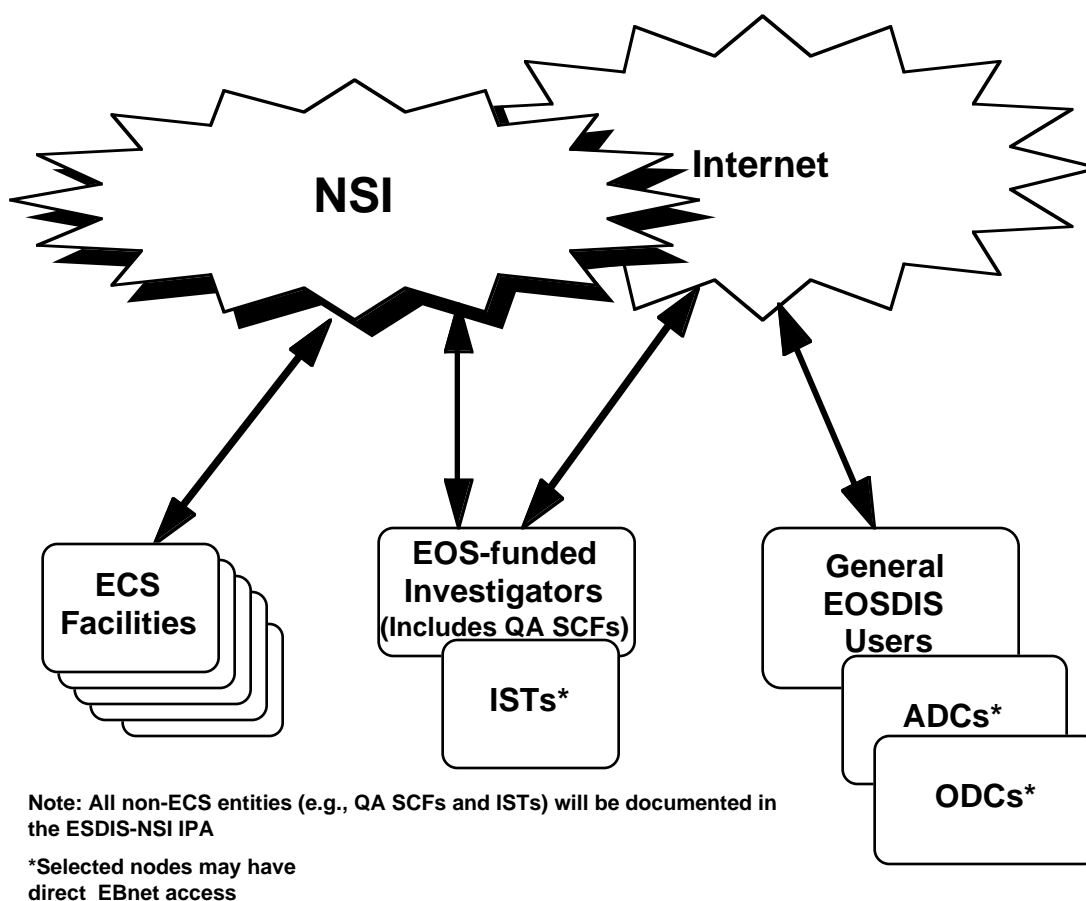 NSI
Internet
ECS
Facilities
EOS-funded
Investigators
(Includes QA SCFs)
ISTs*
General
EOSDIS
Users
ADCs*
ODCs*
Note: All non-ECS entities (e.g., QA SCFs and ISTs) will be documented in
the ESDIS-NSI IPA
*Selected nodes may have
direct EBnet access